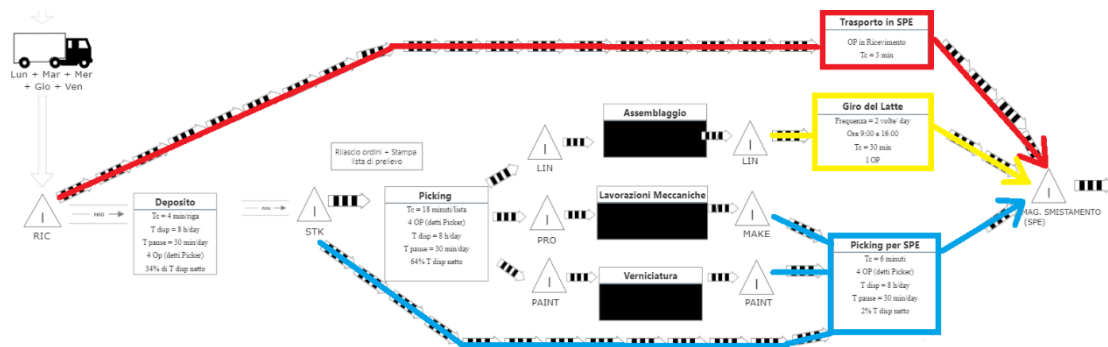 Lun + Mar + Mer
+ Gio + Ven
I
RIC
FIFO
Deposito
Tc = 4 min/riga
T disp = 8 h/day
T pause = 30 min/day
4 Op (detti Picker)
34% di T disp netto
FIFO
I
STK
Rilascio ordini + Stampa
lista di prelievo
Picking
Tc = 18 minuti/lista
4 OP (detti Picker)
T disp = 8 h/day
T pause = 30 min/day
64% T disp netto
I
LIN
I
PRO
I
PAINT
Assemblaggio
Lavorazioni Meccaniche
Verniciatura
I
LIN
I
MAKE
I
PAINT
Trasporto in SPE
OP in Ricevimento
Tc = 3 min
Giro del Latte
Frequenza = 2 volte/ day
Ore 9:00 e 16:00
Tc = 30 min
1 OP
Picking per SPE
Tc = 6 minuti
4 OP (detti Picker)
T disp = 8 h/day
T pause = 30 min/day
2% T disp netto
I
MAG. SMISTAMENTO
(SPE)